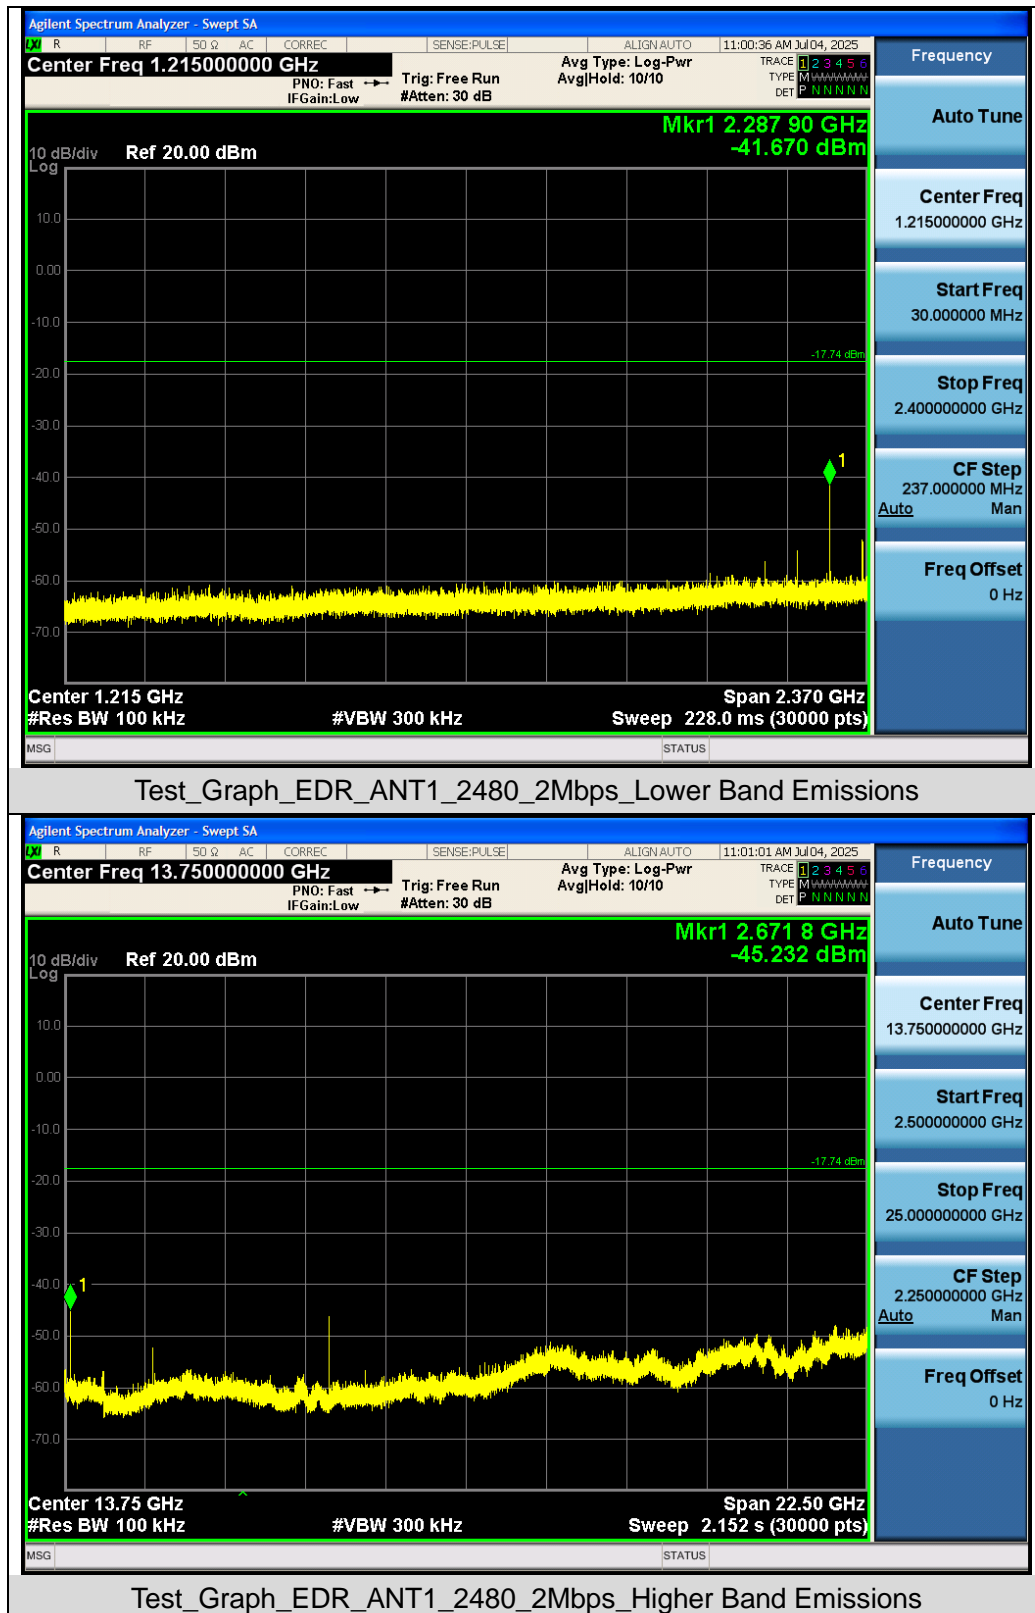 Agilent Spectrum Analyzer - Swept SA
LXI R RF 50 Ω AC CORREC SENSE:PULSE ALIGN AUTO 11:00:36 AM Jul 04, 2025
Center Freq 1.215000000 GHz
PNO: Fast
IFGain:Low
Trig: Free Run
#Atten: 30 dB
Avg Type: Log-Pwr
Avg|Hold: 10/10
TRACE 1 2 3 4 5 6
TYPE M WWWWW
DET P N N N N N
Mkr1 2.287 90 GHz
-41.670 dBm
10 dB/div Ref 20.00 dBm
Log
10.0
0.00
-10.0
-17.74 dBm
-20.0
-30.0
-40.0
1
-50.0
-60.0
-70.0
Center 1.215 GHz Span 2.370 GHz
#Res BW 100 kHz #VBW 300 kHz Sweep 228.0 ms (30000 pts)
MSG STATUS
Frequency
Auto Tune
Center Freq
1.215000000 GHz
Start Freq
30.000000 MHz
Stop Freq
2.400000000 GHz
CF Step
237.000000 MHz
Auto Man
Freq Offset
0 Hz
Test_Graph_EDR_ANT1_2480_2Mbps_Lower Band Emissions
Agilent Spectrum Analyzer - Swept SA
LXI R RF 50 Ω AC CORREC SENSE:PULSE ALIGN AUTO 11:01:01 AM Jul 04, 2025
Center Freq 13.750000000 GHz
PNO: Fast
IFGain:Low
Trig: Free Run
#Atten: 30 dB
Avg Type: Log-Pwr
Avg|Hold: 10/10
TRACE 1 2 3 4 5 6
TYPE M WWWWW
DET P N N N N N
Mkr1 2.671 8 GHz
-45.232 dBm
10 dB/div Ref 20.00 dBm
Log
10.0
0.00
-10.0
-17.74 dBm
-20.0
-30.0
-40.0
1
-50.0
-60.0
-70.0
Center 13.75 GHz Span 22.50 GHz
#Res BW 100 kHz #VBW 300 kHz Sweep 2.152 s (30000 pts)
MSG STATUS
Frequency
Auto Tune
Center Freq
13.750000000 GHz
Start Freq
2.500000000 GHz
Stop Freq
25.000000000 GHz
CF Step
2.250000000 GHz
Auto Man
Freq Offset
0 Hz
Test_Graph_EDR_ANT1_2480_2Mbps_Higher Band Emissions